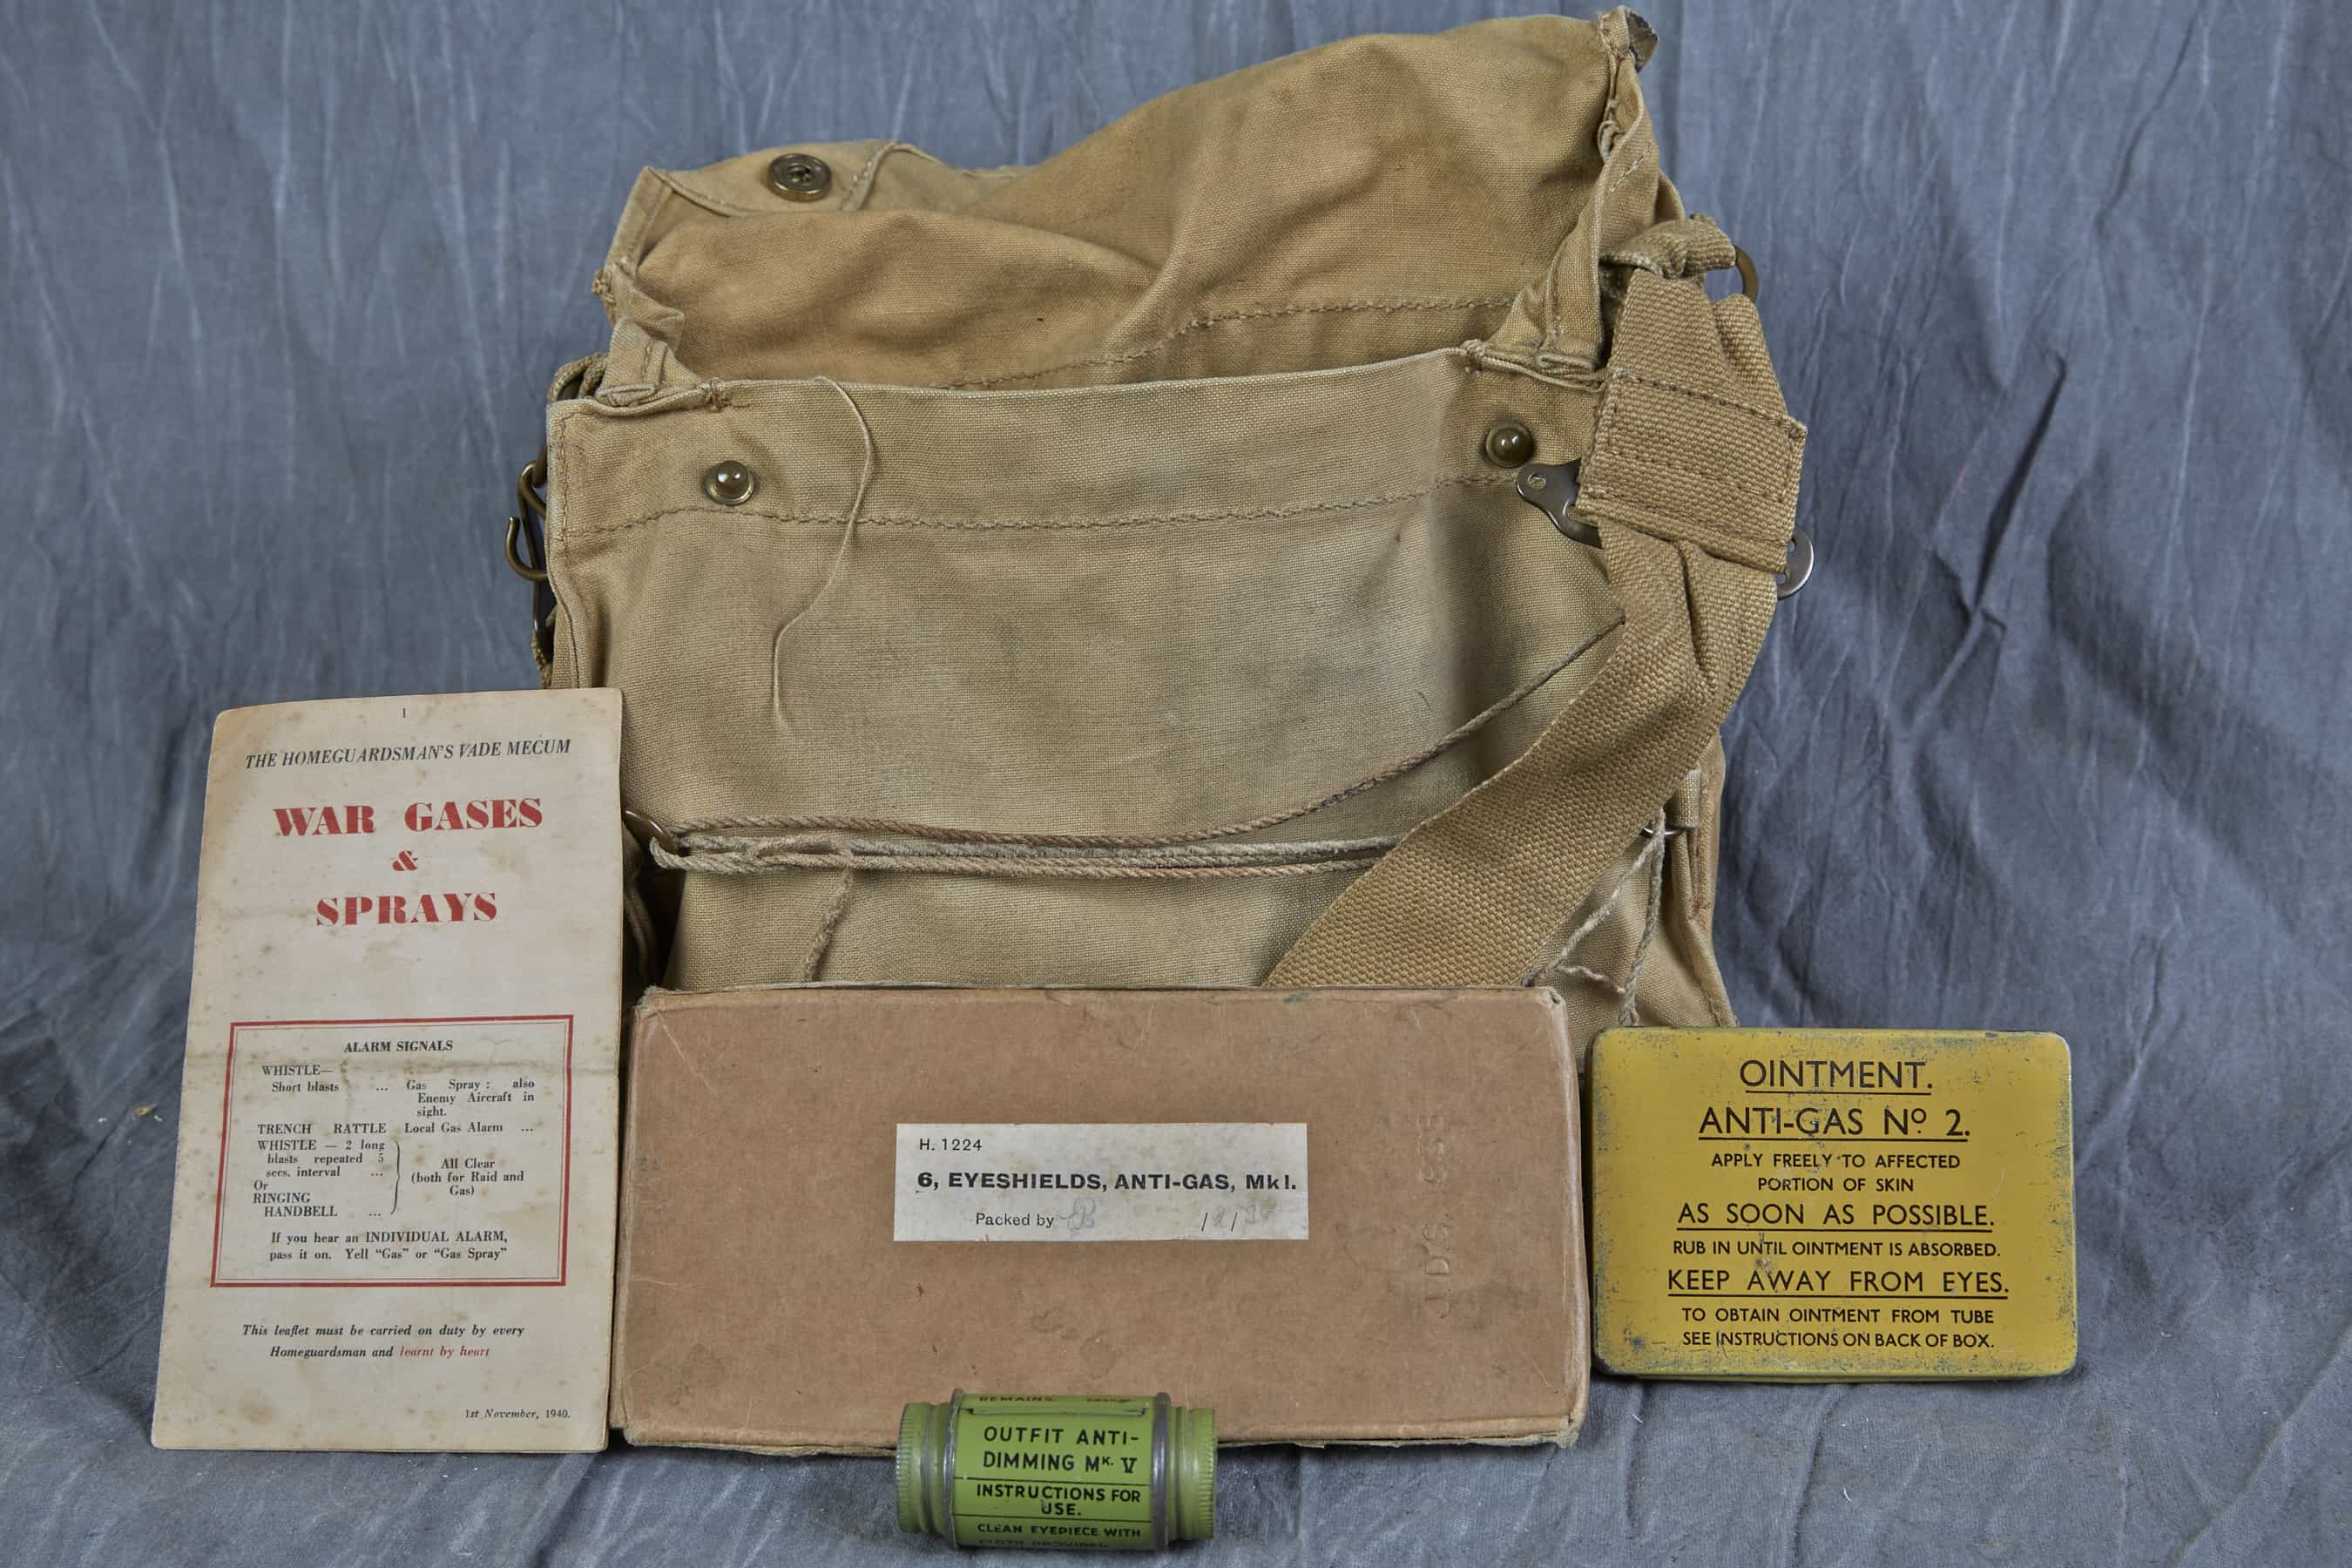 1
THE HOMEGUARDSMAN'S VADE MECUM
WAR GASES
&
SPRAYS
ALARM SIGNALS
WHISTLE—
Short blasts ... Gas Spray : also
Enemy Aircraft in
sight.
TRENCH RATTLE Local Gas Alarm ...
WHISTLE — 2 long
blasts repeated 5
secs. interval ...
Or
RINGING
HANDBELL ...
All Clear
(both for Raid and
Gas)
If you hear an INDIVIDUAL ALARM,
pass it on. Yell "Gas" or "Gas Spray"
This leaflet must be carried on duty by every
Homeguardsman and learnt by heart
1st November, 1940.
H. 1224
6, EYESHIELDS, ANTI-GAS, Mk I.
Packed by
REMAINS
OUTFIT ANTI-
DIMMING MK. V
INSTRUCTIONS FOR
USE.
CLEAN EYEPIECE WITH
CLOTH PROVIDED.
OINTMENT.
ANTI-GAS No 2.
APPLY FREELY TO AFFECTED
PORTION OF SKIN
AS SOON AS POSSIBLE.
RUB IN UNTIL OINTMENT IS ABSORBED.
KEEP AWAY FROM EYES.
TO OBTAIN OINTMENT FROM TUBE
SEE INSTRUCTIONS ON BACK OF BOX.